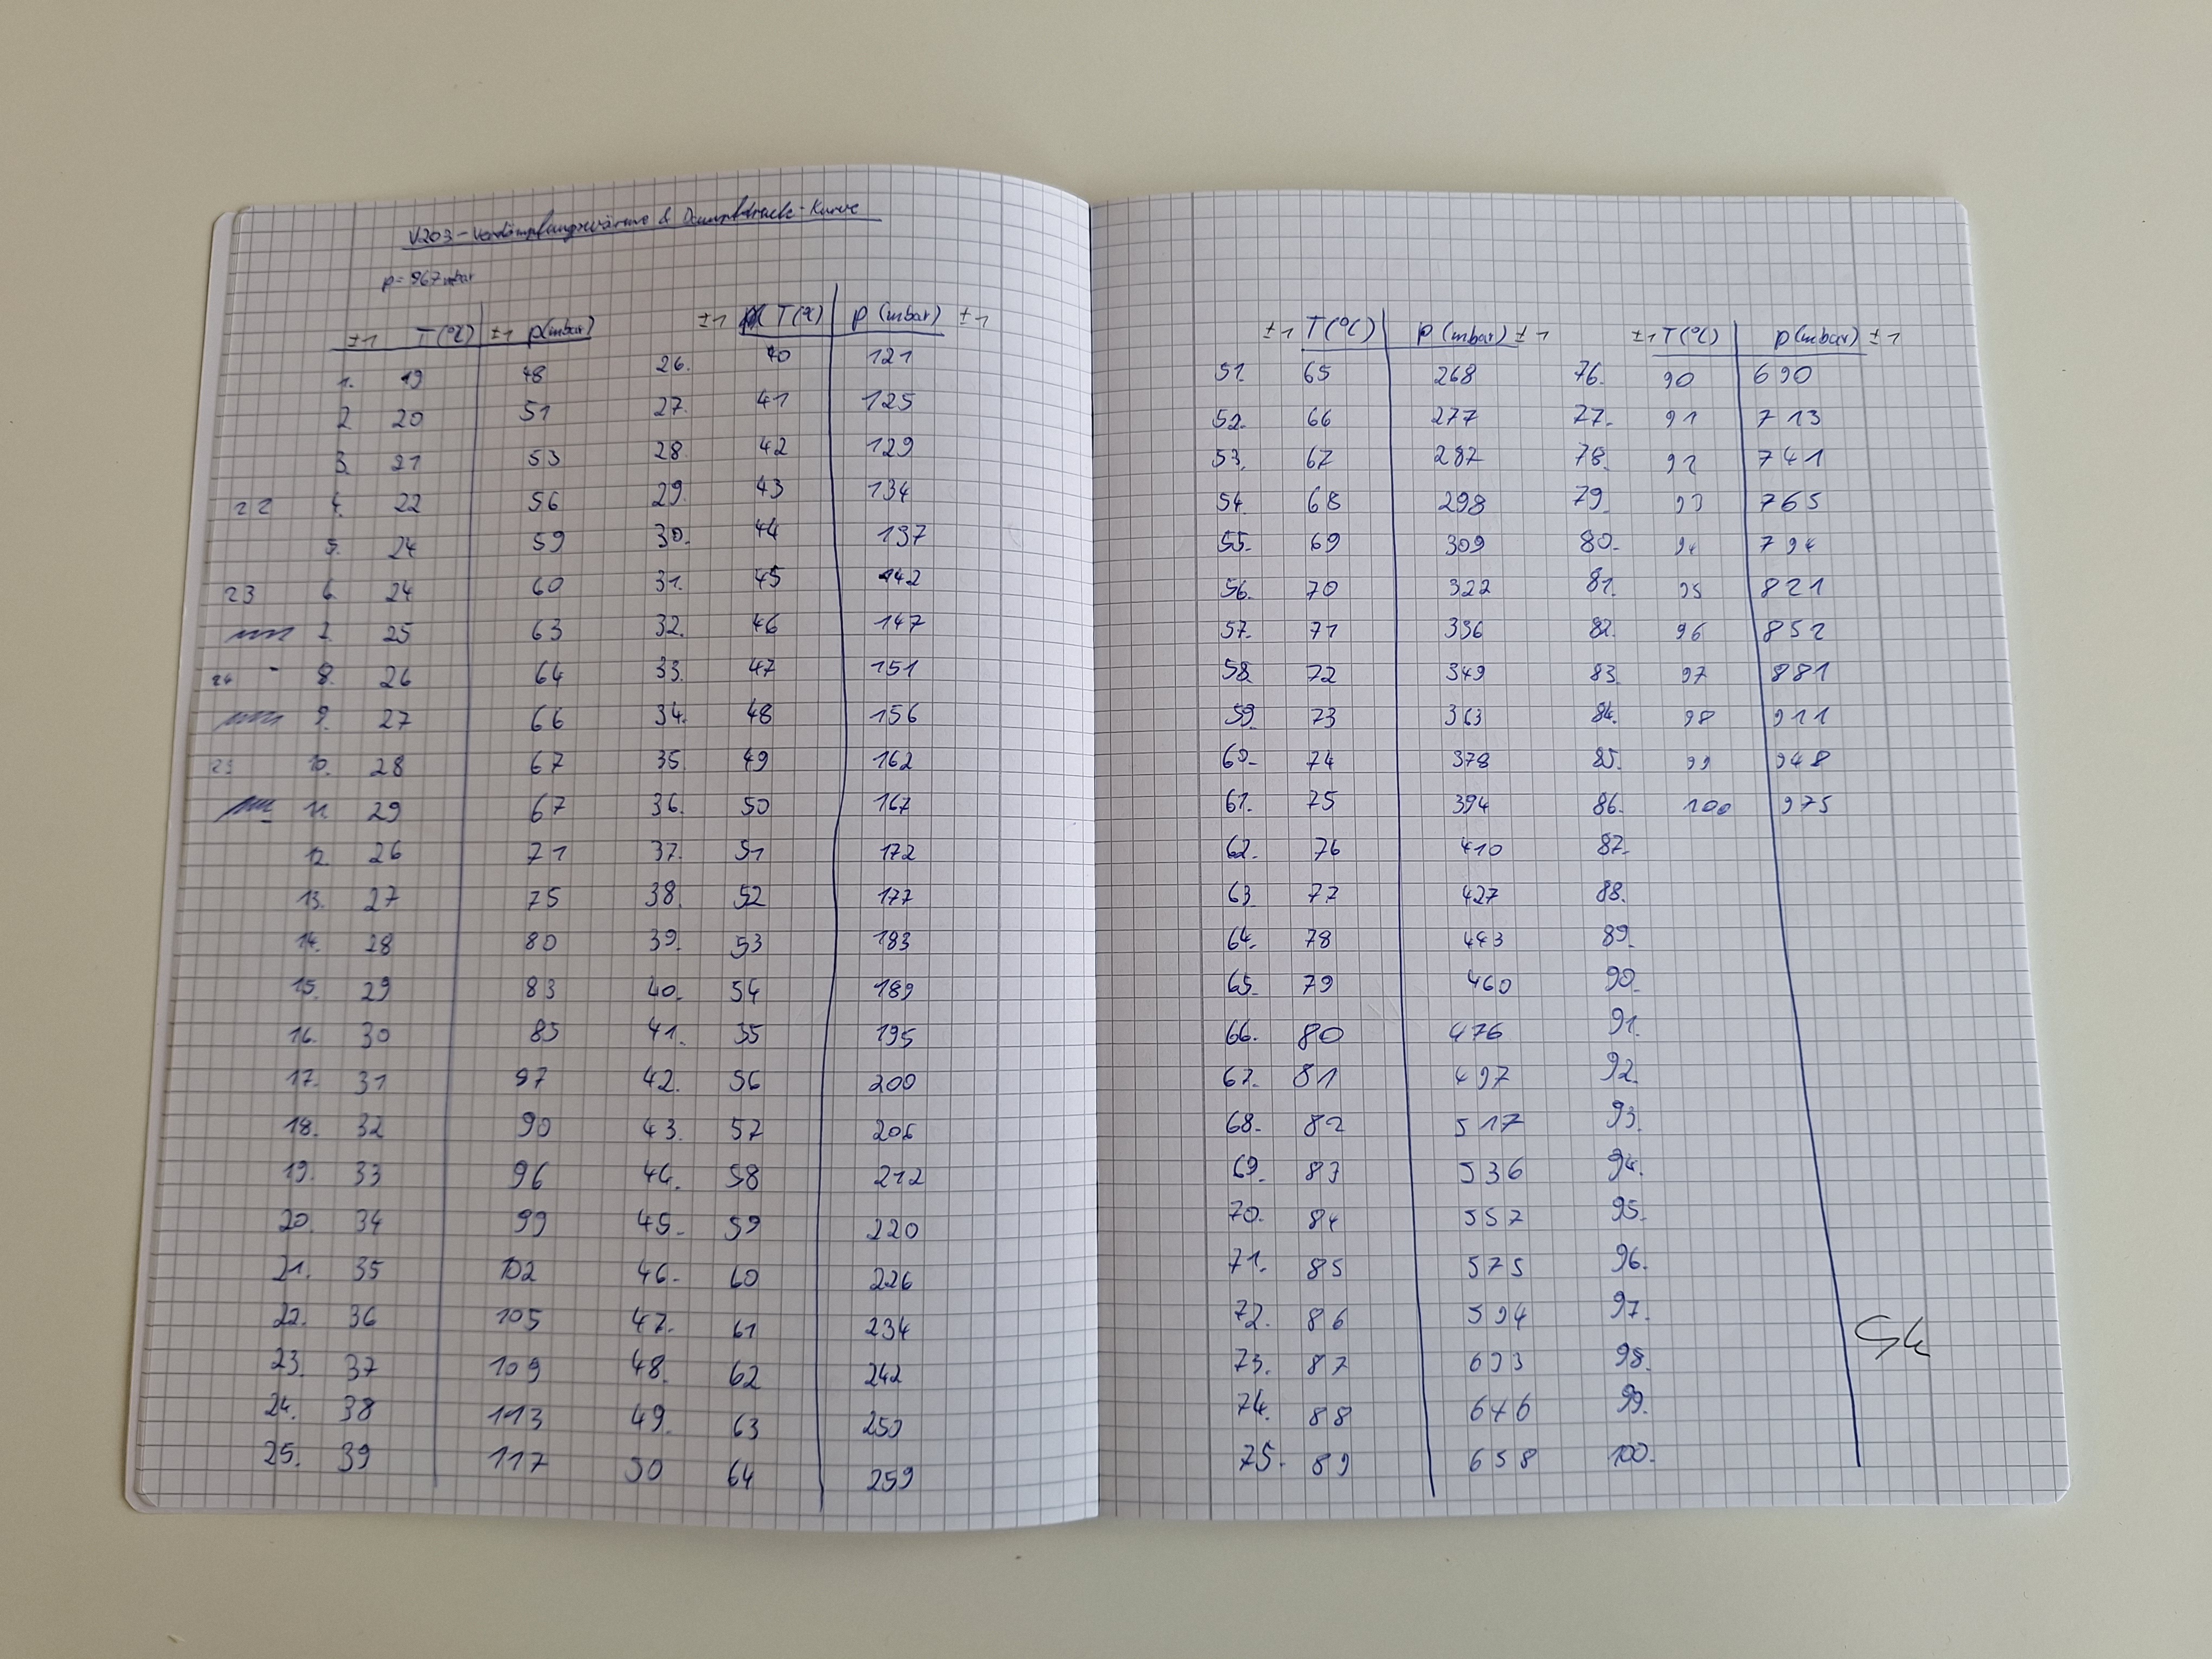 V203 - Verdampfungswärme & Dampfdruck-Kurve
p = 967 mbar
±1 T(°C) ±1 p(mbar)
1. 19 48
2 20 51
3. 21 53
22 4. 22 56
5. 24 59
23 6. 24 60
7. 25 63
24 - 8. 26 64
9. 27 66
25 10. 28 67
11. 29 67
12. 26 71
13. 27 75
14. 28 80
15. 29 83
16. 30 85
17. 31 97
18. 32 90
19. 33 96
20. 34 99
21. 35 102
22. 36 105
23. 37 109
24. 38 113
25. 39 117
±1 T(°C) p (mbar) ±1
26. 40 121
27. 41 125
28. 42 129
29. 43 134
30. 44 137
31. 45 142
32. 46 147
33. 47 151
34. 48 156
35. 49 162
36. 50 167
37. 51 172
38. 52 177
39. 53 183
40. 54 189
41. 55 195
42. 56 200
43. 57 206
44. 58 212
45. 59 220
46. 60 226
47. 61 234
48. 62 242
49. 63 250
50 64 259
±1 T(°C) p (mbar) ±1
51. 65 268
52. 66 277
53. 67 287
54. 68 298
55. 69 309
56. 70 322
57. 71 336
58. 72 349
59. 73 363
60. 74 378
61. 75 394
62. 76 410
63. 77 427
64. 78 443
65. 79 460
66. 80 476
67. 81 497
68. 82 517
69. 83 536
70. 84 557
71. 85 575
72. 86 594
73. 87 693
74. 88 646
75. 89 658
±1 T(°C) p(mbar) ±1
76. 90 690
77. 91 713
78. 92 741
79. 93 765
80. 94 794
81. 95 821
82. 96 852
83. 97 881
84. 98 911
85. 99 948
86. 100 975
87.
88.
89.
90.
91.
92.
93.
94.
95.
96.
97.
98.
99.
100.